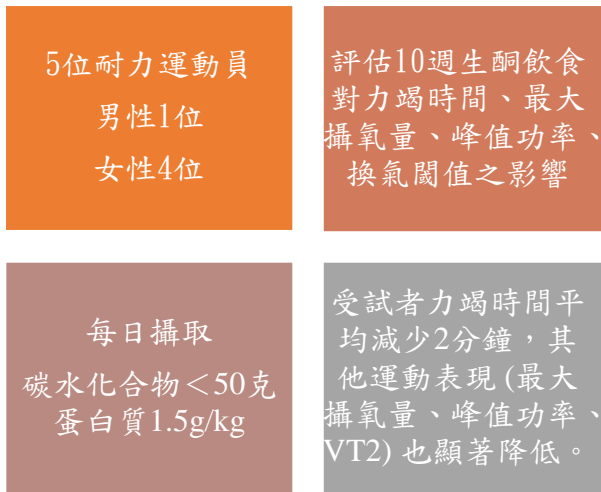 5位耐力運動員
男性1位
女性4位
評估10週生酮飲食
對力竭時間、最大
攝氧量、峰值功率、
換氣閾值之影響
每日攝取
碳水化合物＜50克
蛋白質1.5g/kg
受試者力竭時間平
均減少2分鐘，其
他運動表現 (最大
攝氧量、峰值功率、
VT2) 也顯著降低。